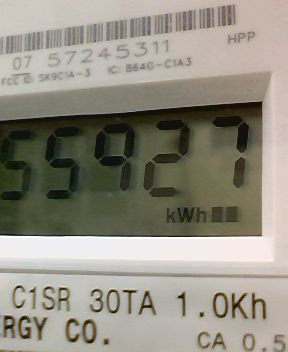 07 57245311
HPP
FCC ID: SK9C1A-3 IC: 864G-C1A3
55927
kWh
C1SR 30TA 1.0Kh
ERGY CO.
CA 0.5